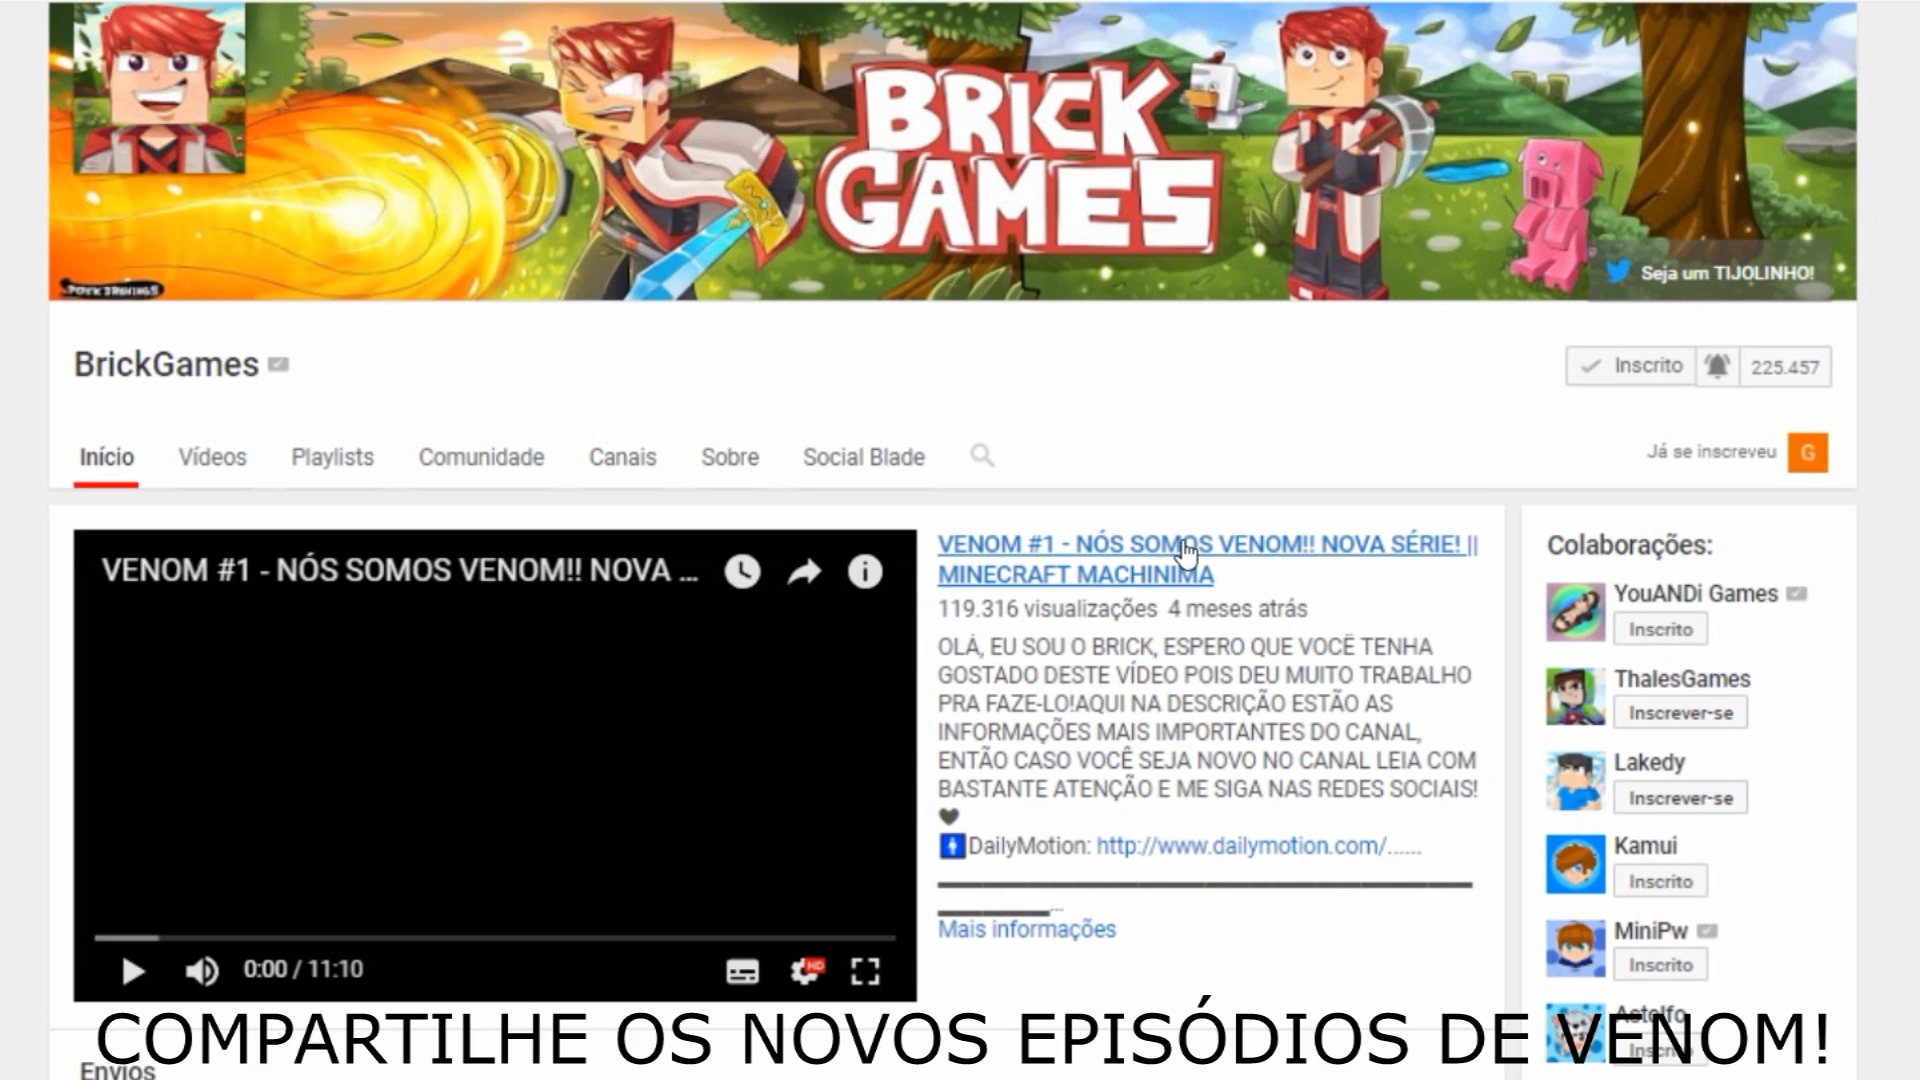 BRICK
GAMES
Seja um TIJOLINHO!
BrickGames
Inscrito
225.457
Início
Vídeos
Playlists
Comunidade
Canais
Sobre
Social Blade
Já se inscreveu
G
VENOM #1 - NÓS SOMOS VENOM!! NOVA ...
0:00 / 11:10
HD
VENOM #1 - NÓS SOMOS VENOM!! NOVA SÉRIE! ||
MINECRAFT MACHINIMA
119.316 visualizações 4 meses atrás
OLÁ, EU SOU O BRICK, ESPERO QUE VOCÊ TENHA
GOSTADO DESTE VÍDEO POIS DEU MUITO TRABALHO
PRA FAZE-LO!AQUI NA DESCRIÇÃO ESTÃO AS
INFORMAÇÕES MAIS IMPORTANTES DO CANAL,
ENTÃO CASO VOCÊ SEJA NOVO NO CANAL LEIA COM
BASTANTE ATENÇÃO E ME SIGA NAS REDES SOCIAIS!
♥
DailyMotion: http://www.dailymotion.com/......
...
Mais informações
Colaborações:
YouANDi Games
Inscrito
ThalesGames
Inscrever-se
Lakedy
Inscrever-se
Kamui
Inscrito
MiniPw
Inscrito
Astolfo
Inscrito
COMPARTILHE OS NOVOS EPISÓDIOS DE VENOM!
Envios